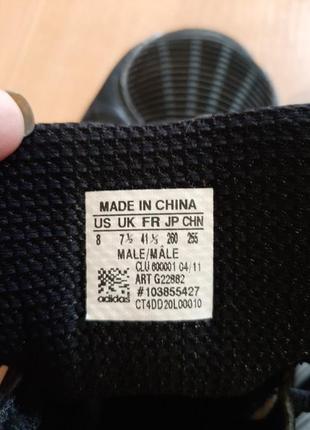 MADE IN CHINA
US UK FR JP CHN
8 7½ 41⅓ 260 255
MALE/MÂLE
CLU 600001 04/11
ART G22882
#103855427
adidas
CT4DD20L00010